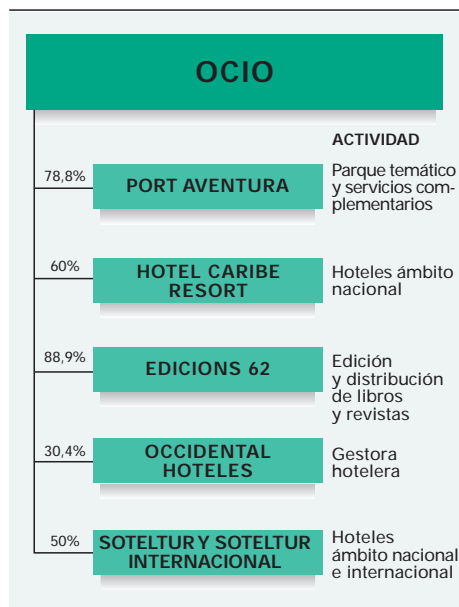 OCIO
ACTIVIDAD
78,8%
PORT AVENTURA
Parque temático
y servicios com-
plementarios
60%
HOTEL CARIBE
RESORT
Hoteles ámbito
nacional
88,9%
EDICIONS 62
Edición
y distribución
de libros
y revistas
30,4%
OCCIDENTAL
HOTELES
Gestora
hotelera
50%
SOTELTUR Y SOTELTUR
INTERNACIONAL
Hoteles
ámbito nacional
e internacional